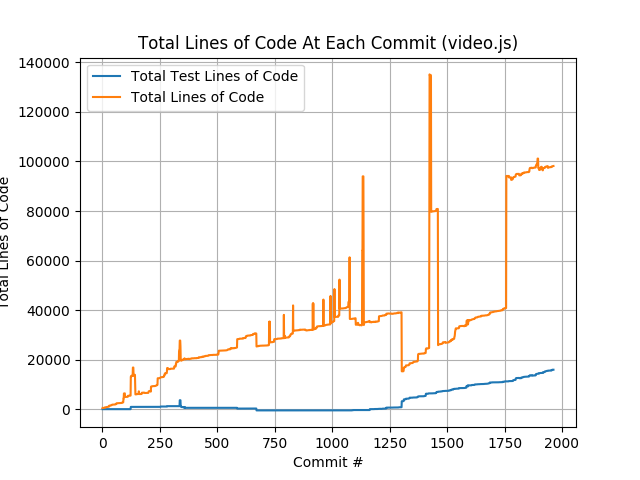 Total Lines of Code At Each Commit (video.js)
Total Test Lines of Code
Total Lines of Code
140000
120000
100000
80000
60000
40000
20000
0
Total Lines of Code
0 250 500 750 1000 1250 1500 1750 2000
Commit #